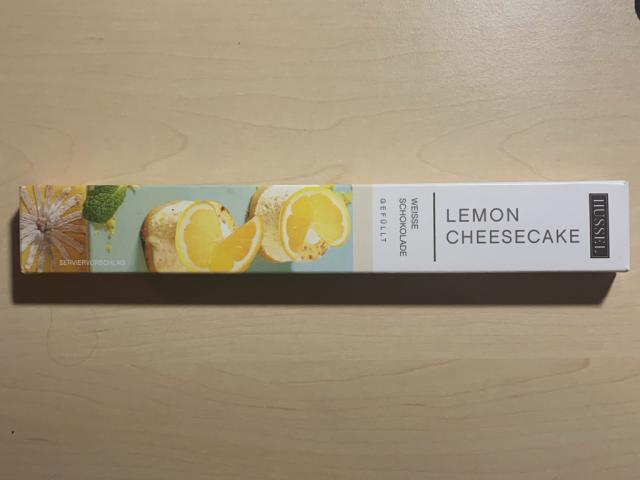 SERVIERVORSCHLAG
WEISSE
SCHOKOLADE
GEFÜLLT
LEMON
CHEESECAKE
HUSSEL